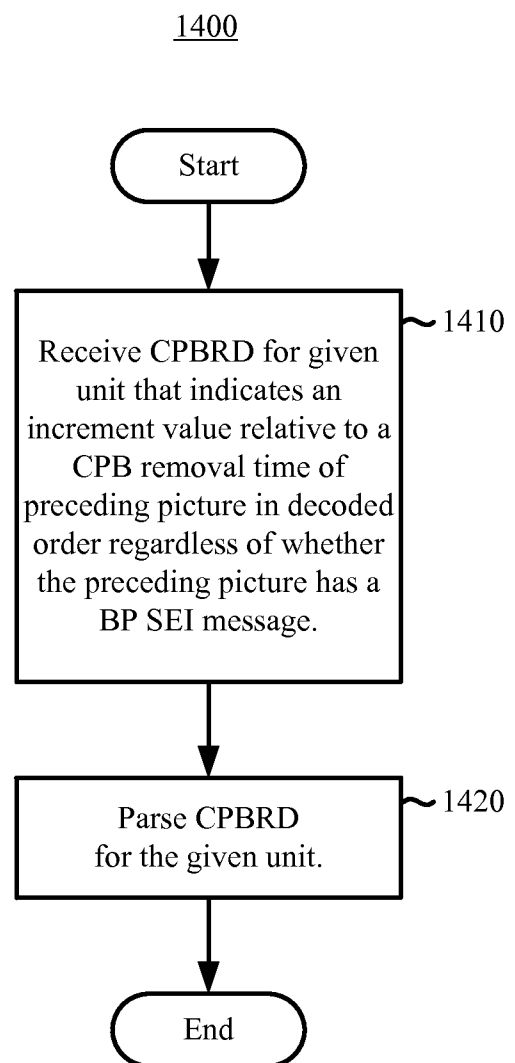 1400
Start
1410
Receive CPBRD for given
unit that indicates an
increment value relative to a
CPB removal time of
preceding picture in decoded
order regardless of whether
the preceding picture has a
BP SEI message.
1420
Parse CPBRD
for the given unit.
End